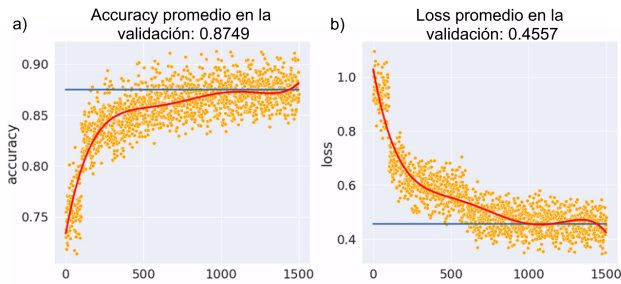 a)
Accuracy promedio en la
validación: 0.8749
accuracy
0.90
0.85
0.80
0.75
0 500 1000 1500
b)
Loss promedio en la
validación: 0.4557
loss
1.0
0.8
0.6
0.4
0 500 1000 1500